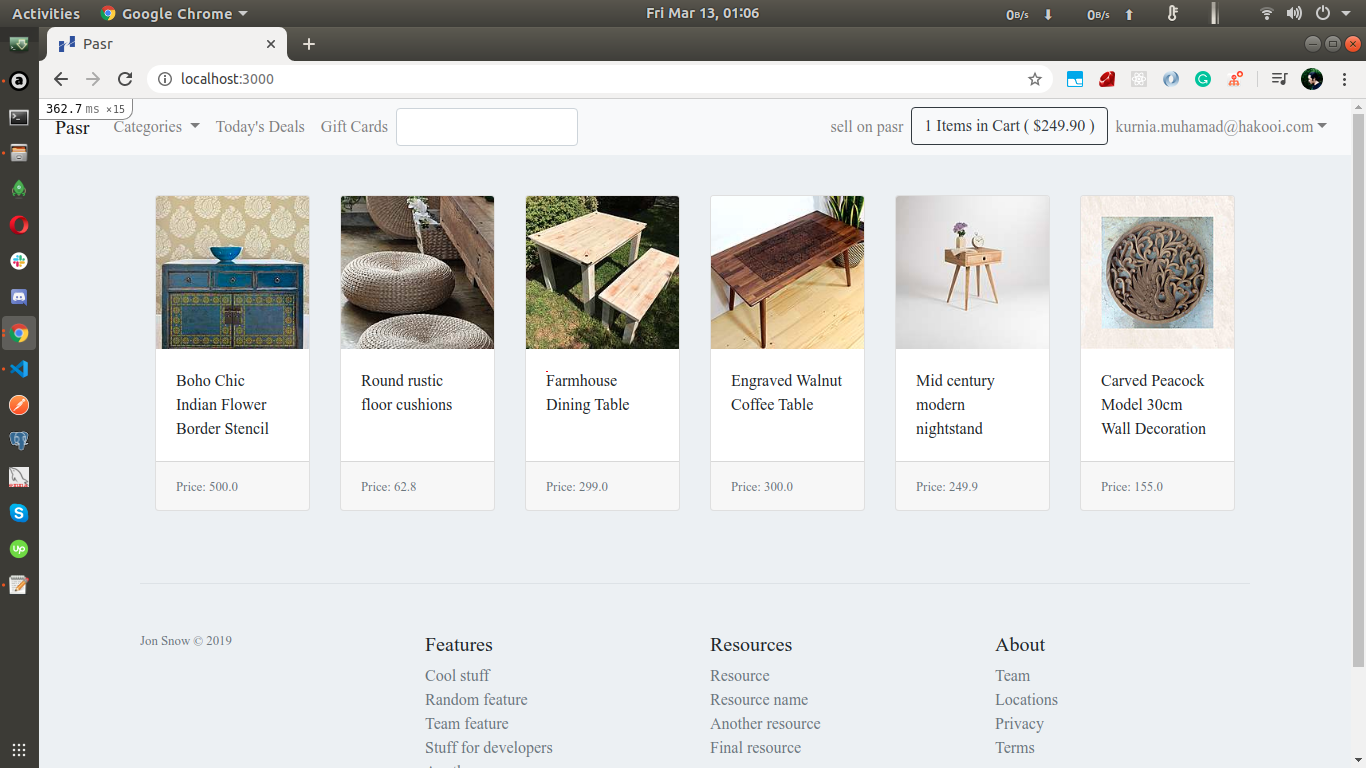 Activities Google Chrome Fri Mar 13, 01:06 0B/s 0B/s
Pasr
localhost:3000
362.7 ms ×15
Pasr Categories Today's Deals Gift Cards sell on pasr 1 Items in Cart ( $249.90 ) kurnia.muhamad@hakooi.com
Boho Chic
Indian Flower
Border Stencil
Price: 500.0
Round rustic
floor cushions
Price: 62.8
Farmhouse
Dining Table
Price: 299.0
Engraved Walnut
Coffee Table
Price: 300.0
Mid century
modern
nightstand
Price: 249.9
Carved Peacock
Model 30cm
Wall Decoration
Price: 155.0
Jon Snow © 2019
Features
Cool stuff
Random feature
Team feature
Stuff for developers
Resources
Resource
Resource name
Another resource
Final resource
About
Team
Locations
Privacy
Terms